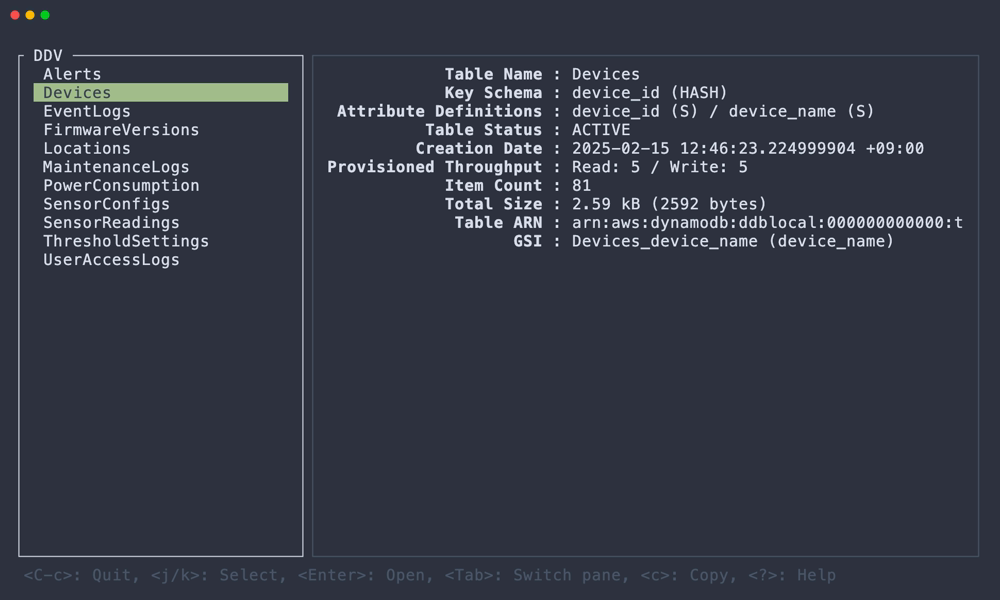 DDV
Alerts
Devices
EventLogs
FirmwareVersions
Locations
MaintenanceLogs
PowerConsumption
SensorConfigs
SensorReadings
ThresholdSettings
UserAccessLogs
Table Name : Devices
Key Schema : device_id (HASH)
Attribute Definitions : device_id (S) / device_name (S)
Table Status : ACTIVE
Creation Date : 2025-02-15 12:46:23.224999904 +09:00
Provisioned Throughput : Read: 5 / Write: 5
Item Count : 81
Total Size : 2.59 kB (2592 bytes)
Table ARN : arn:aws:dynamodb:ddblocal:000000000000:t
GSI : Devices_device_name (device_name)
<C-c>: Quit, <j/k>: Select, <Enter>: Open, <Tab>: Switch pane, <c>: Copy, <?>: Help